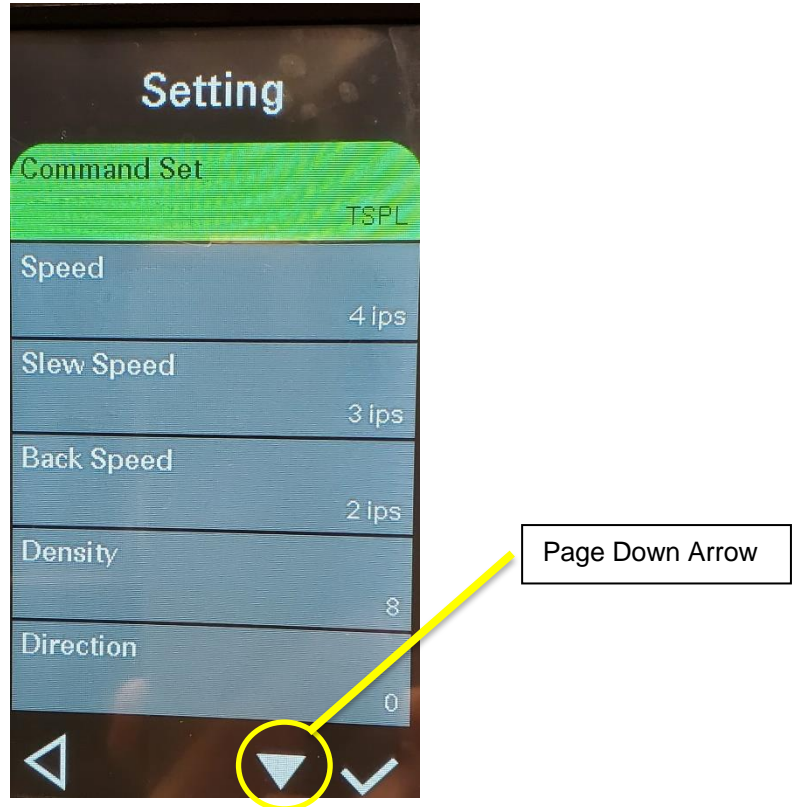 Setting
Command Set
TSPL
Speed
4 ips
Slew Speed
3 ips
Back Speed
2 ips
Density
8
Direction
0
Page Down Arrow